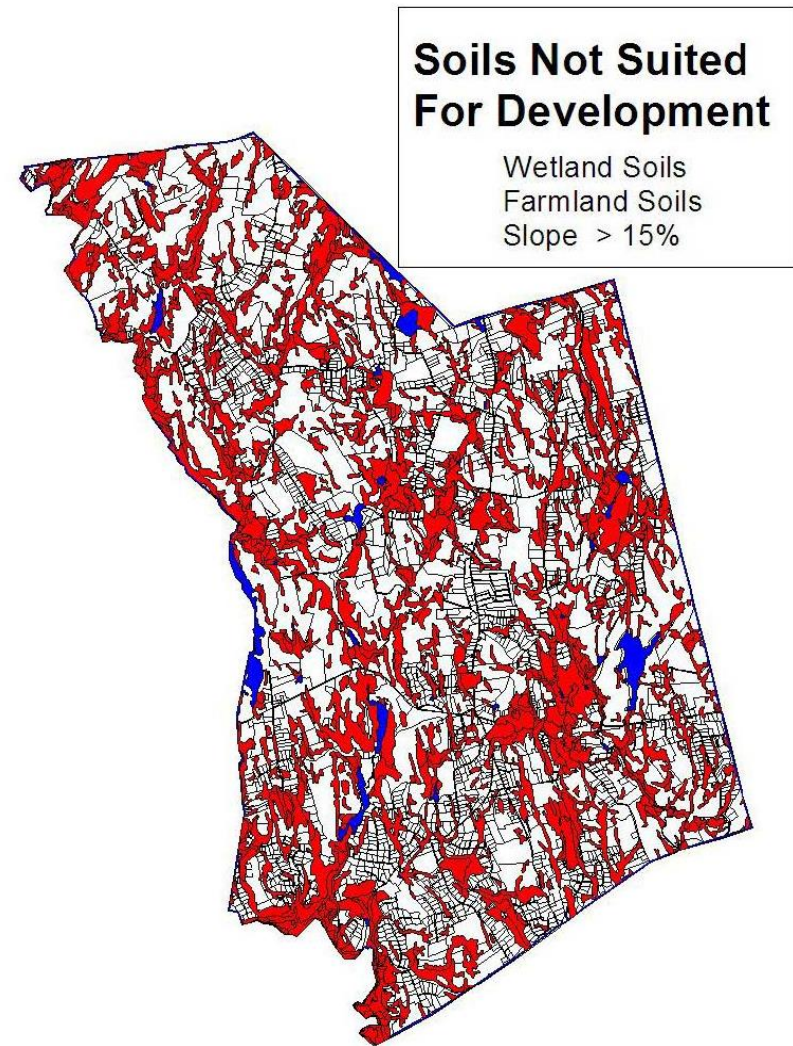 Soils Not Suited
For Development
Wetland Soils
Farmland Soils
Slope > 15%